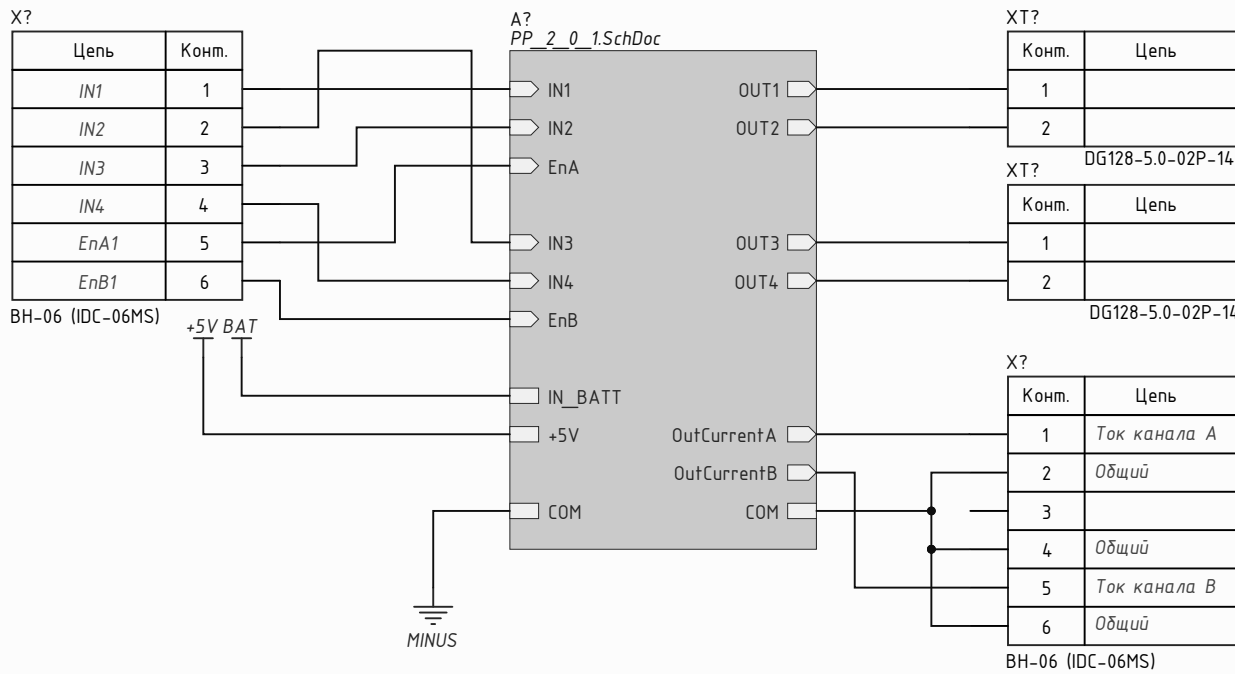 X?
Цепь Конт.
IN1 1
IN2 2
IN3 3
IN4 4
EnA1 5
EnB1 6
BH-06 (IDC-06MS)
+5V BAT
MINUS
A?
PP_2_0_1.SchDoc
IN1 OUT1
IN2 OUT2
EnA
IN3 OUT3
IN4 OUT4
EnB
IN_BATT
+5V OutCurrentA
OutCurrentB
COM COM
XT?
Конт. Цепь
1
2
DG128-5.0-02P-14
XT?
Конт. Цепь
1
2
DG128-5.0-02P-14
X?
Конт. Цепь
1 Ток канала A
2 Общий
3
4 Общий
5 Ток канала B
6 Общий
BH-06 (IDC-06MS)